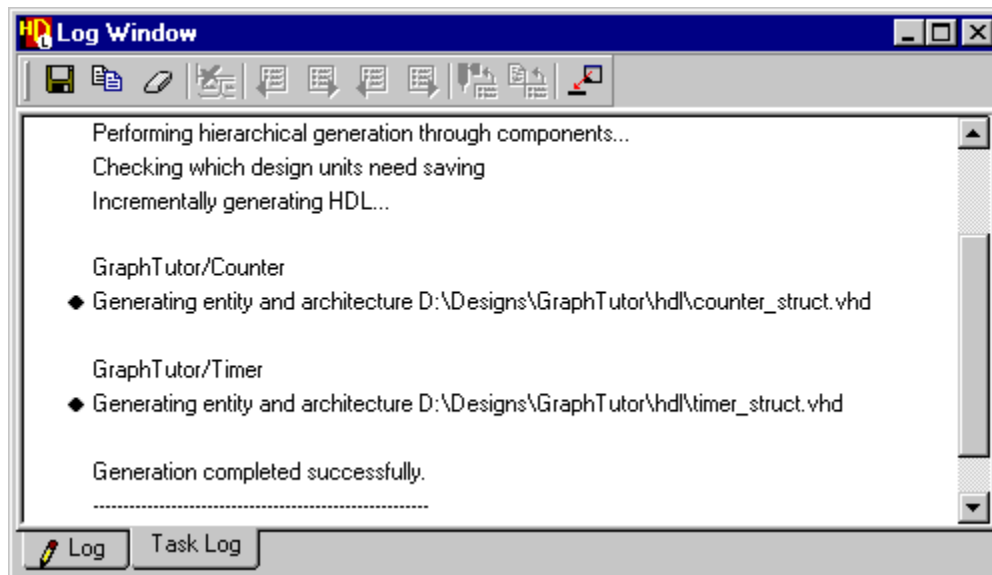 HDL Log Window
Performing hierarchical generation through components...
Checking which design units need saving
Incrementally generating HDL...
GraphTutor/Counter
Generating entity and architecture D:\Designs\GraphTutor\hdl\counter_struct.vhd
GraphTutor/Timer
Generating entity and architecture D:\Designs\GraphTutor\hdl\timer_struct.vhd
Generation completed successfully.
--------------------------------------------------------
Log Task Log